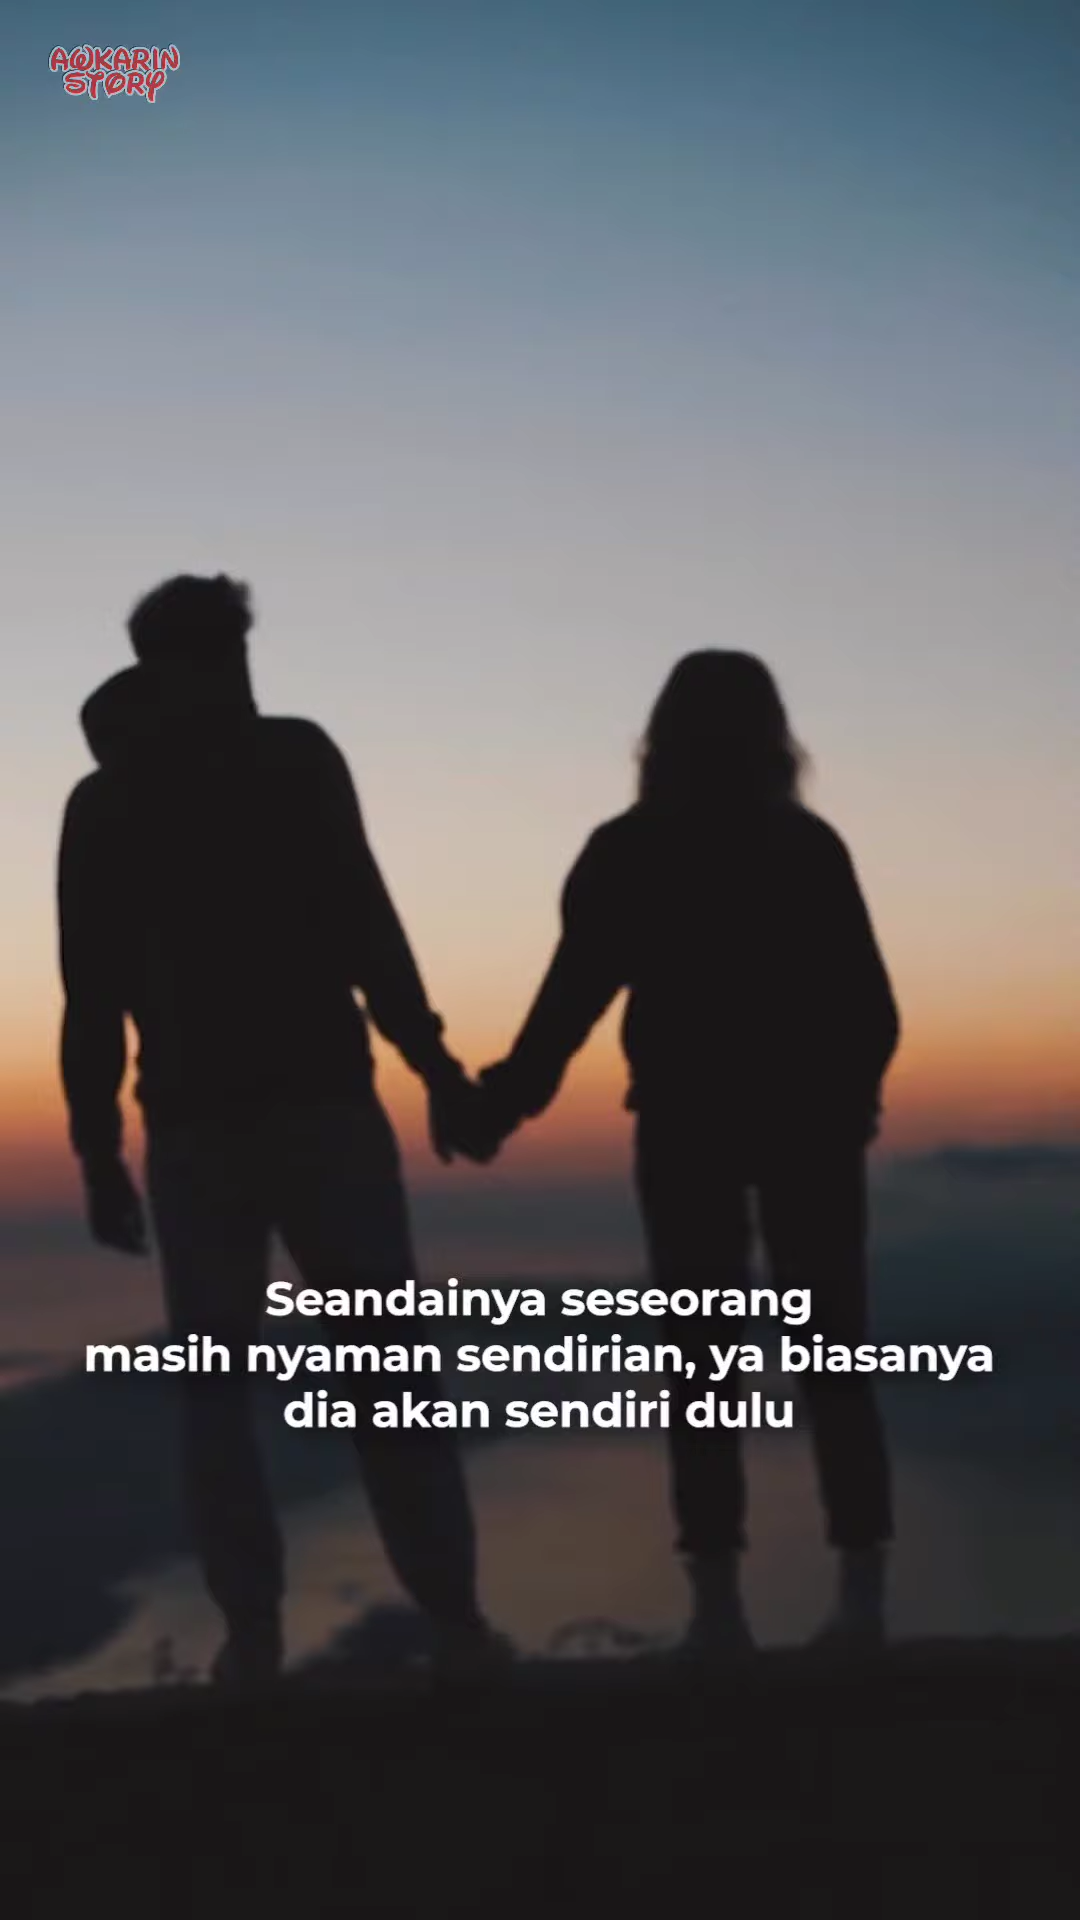 AWKARIN
STORY
Seandainya seseorang
masih nyaman sendirian, ya biasanya
dia akan sendiri dulu